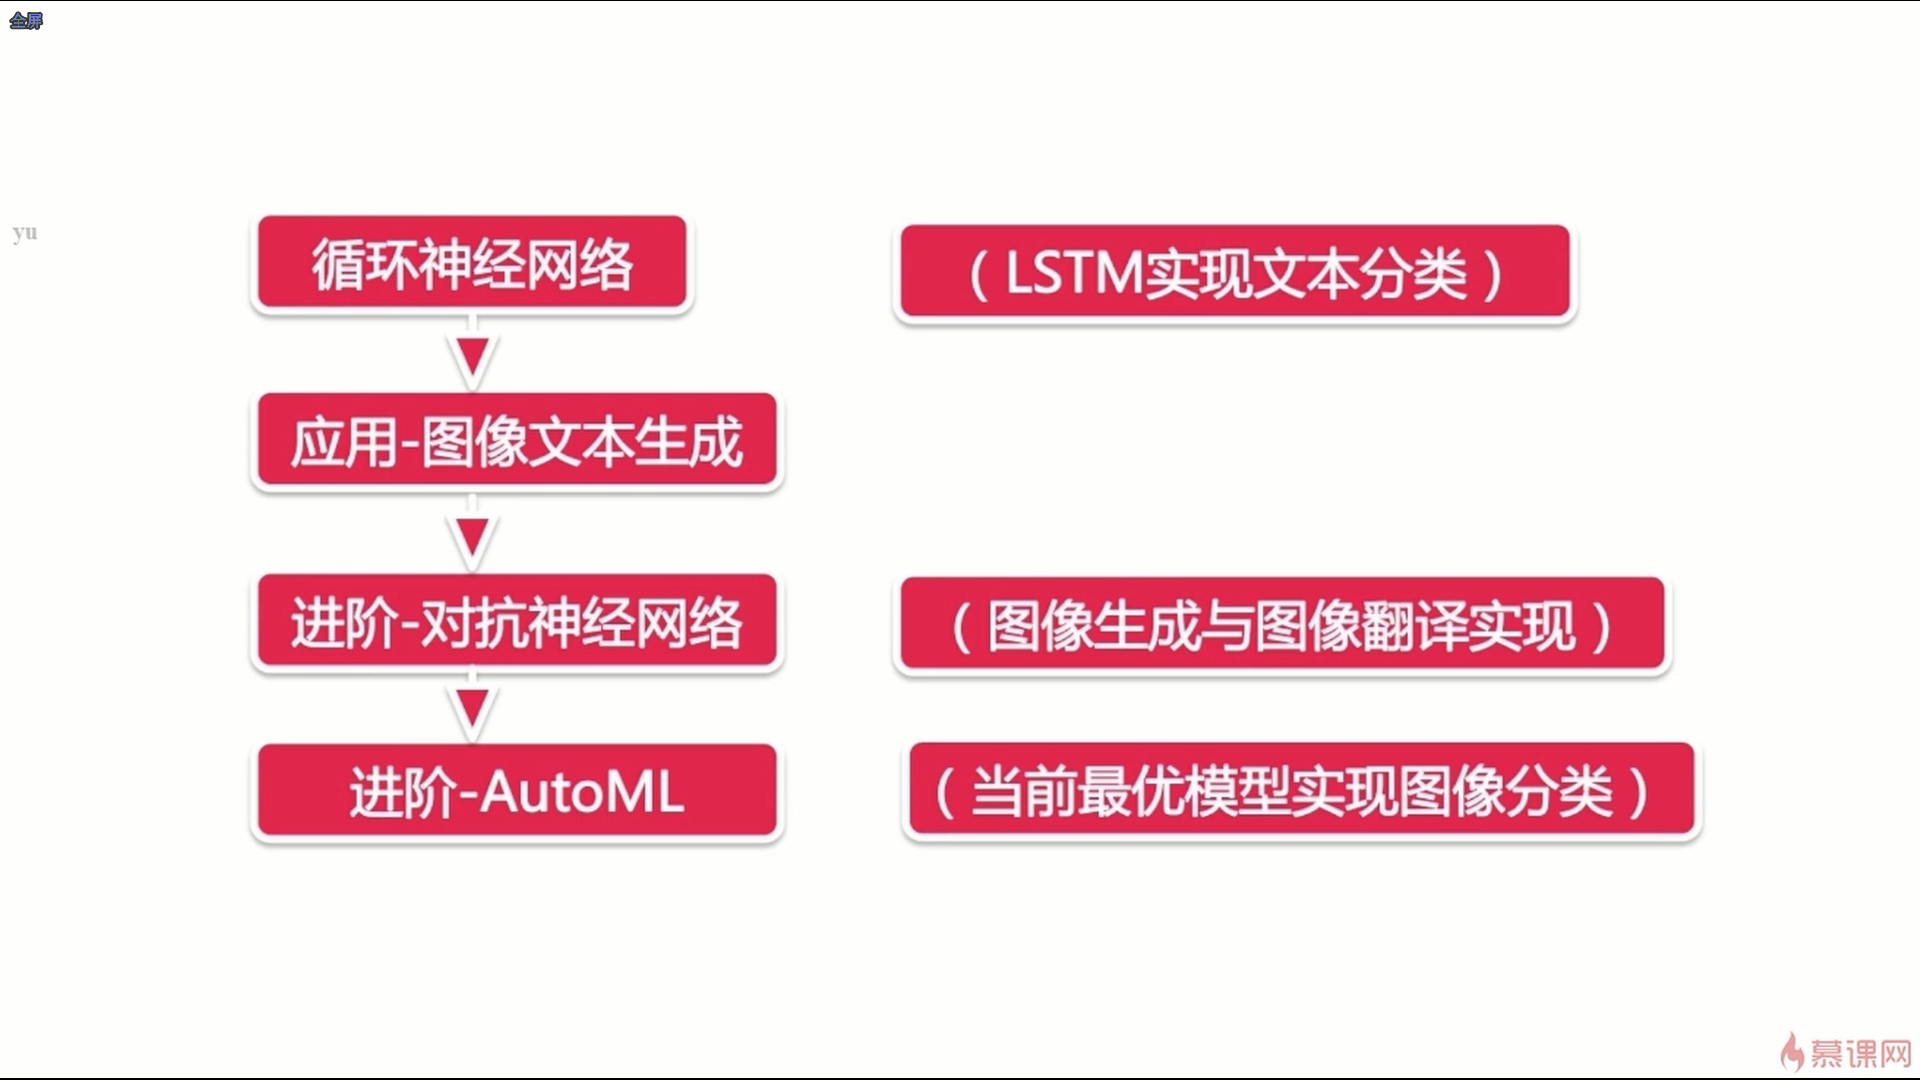 全屏
yu
循环神经网络
（LSTM实现文本分类）
应用-图像文本生成
进阶-对抗神经网络
（图像生成与图像翻译实现）
进阶-AutoML
（当前最优模型实现图像分类）
慕课网